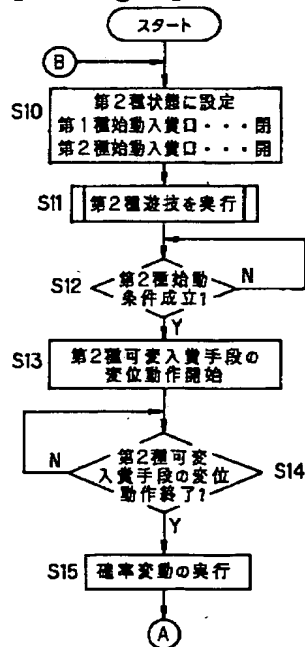 スタート
B
S10
第2種状態に設定
第1種始動入賞口・・・閉
第2種始動入賞口・・・開
S11
第2種遊技を実行
S12
第2種始動
条件成立?
N
Y
S13
第2種可変入賞手段の
変位動作開始
N
第2種可変
入賞手段の変位
動作終了?
S14
Y
S15
確率変動の実行
A